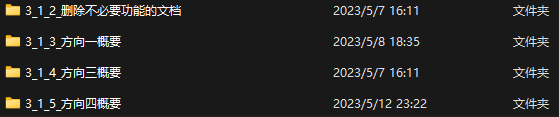 3_1_2_删除不必要功能的文档 2023/5/7 16:11 文件夹
3_1_3_方向一概要 2023/5/8 18:35 文件夹
3_1_4_方向三概要 2023/5/7 16:11 文件夹
3_1_5_方向四概要 2023/5/12 23:22 文件夹